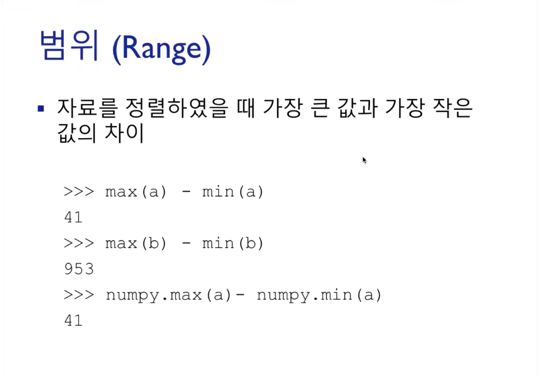 범위 (Range)
▪ 자료를 정렬하였을 때 가장 큰 값과 가장 작은
값의 차이
>>> max(a) - min(a)
41
>>> max(b) - min(b)
953
>>> numpy.max(a)- numpy.min(a)
41